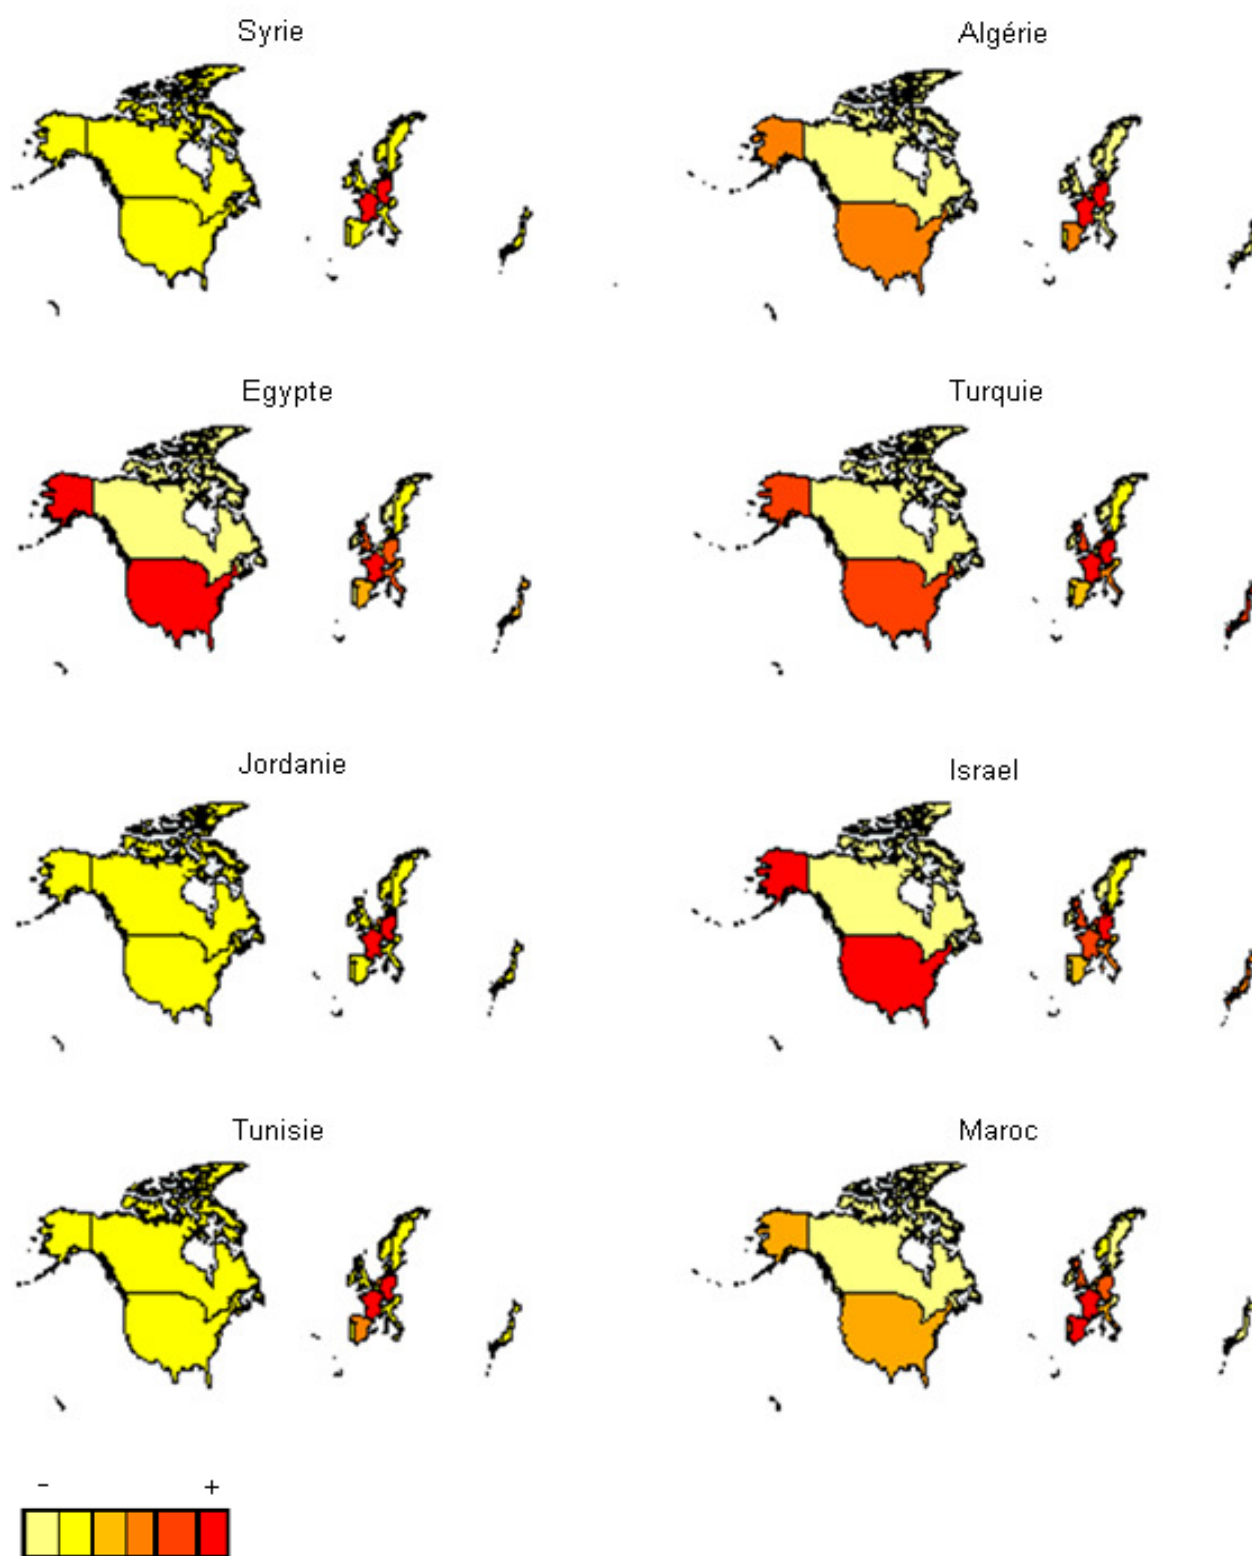 Syrie
Algérie
Egypte
Turquie
Jordanie
Israel
Tunisie
Maroc
- +